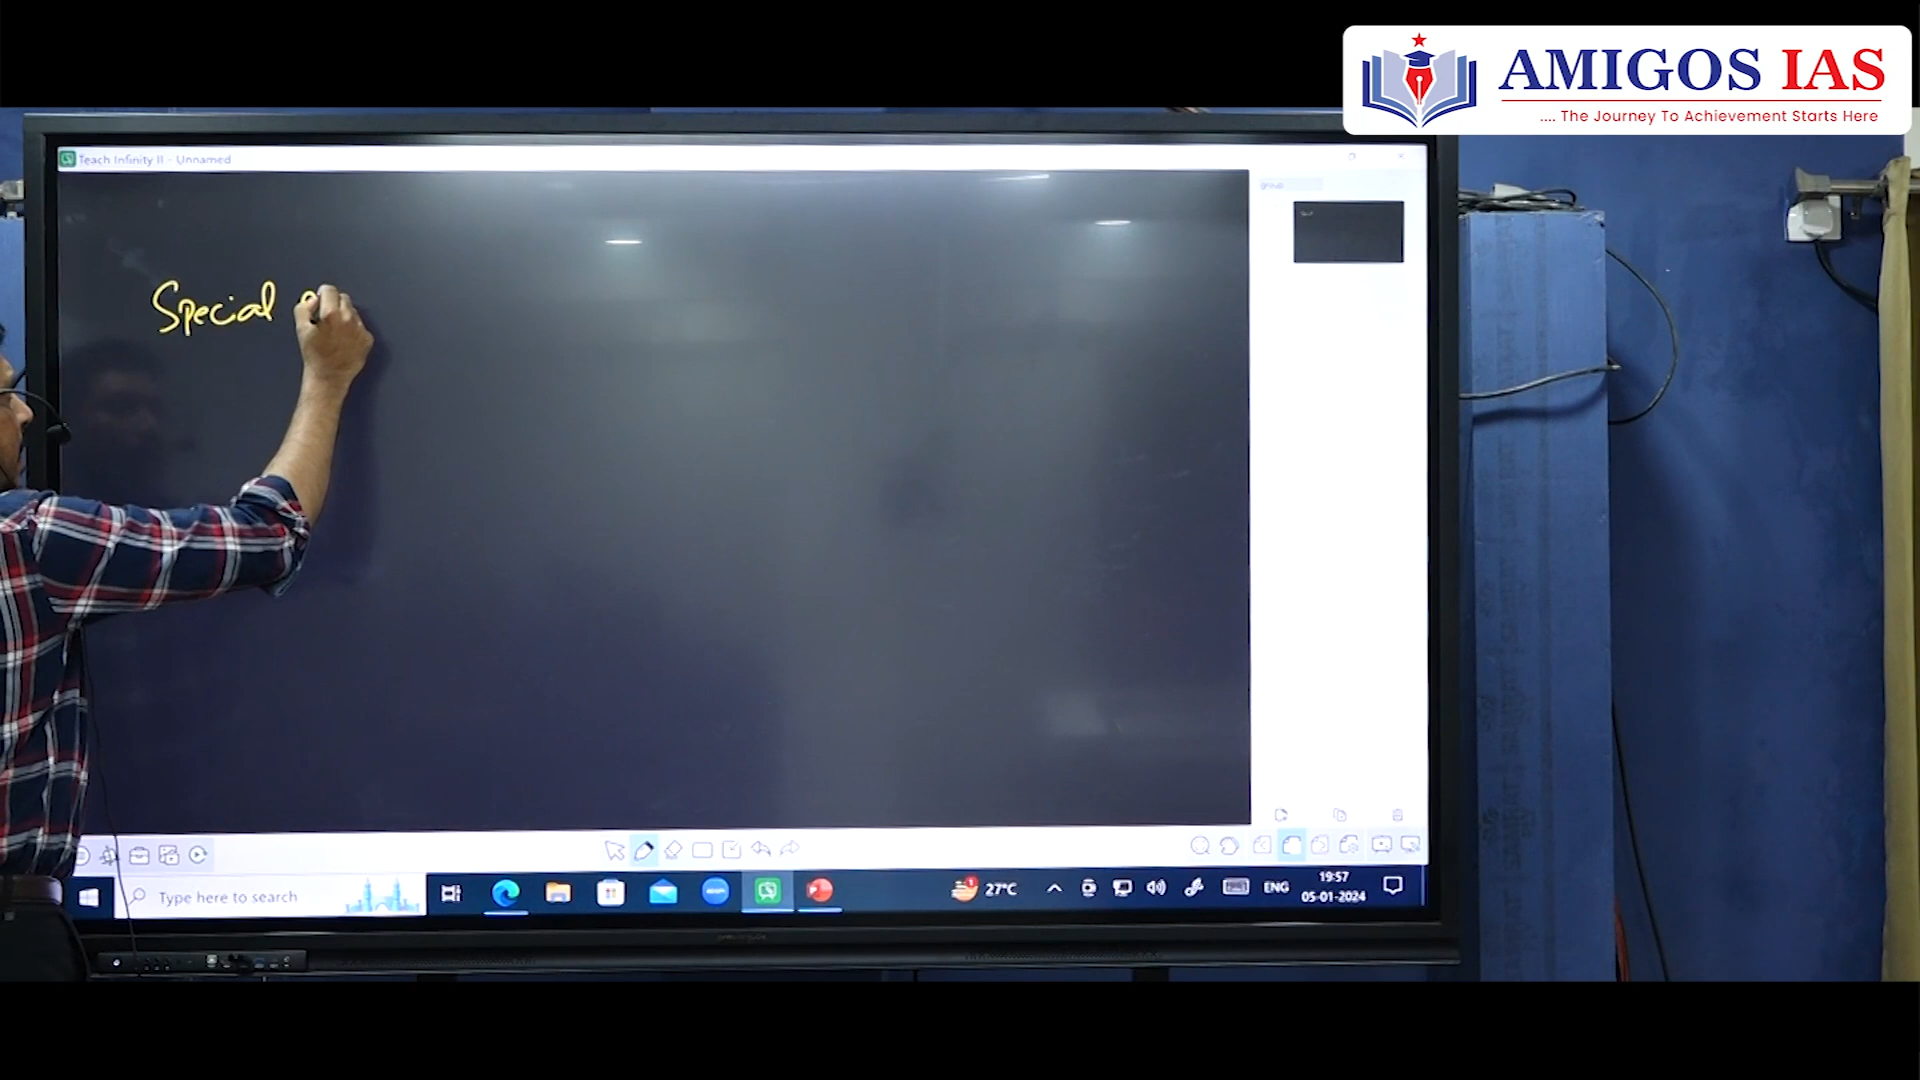 AMIGOS IAS
.... The Journey To Achievement Starts Here
Teach Infinity II - Unnamed
group
Special
Type here to search
27°C
ENG
19:57
05-01-2024